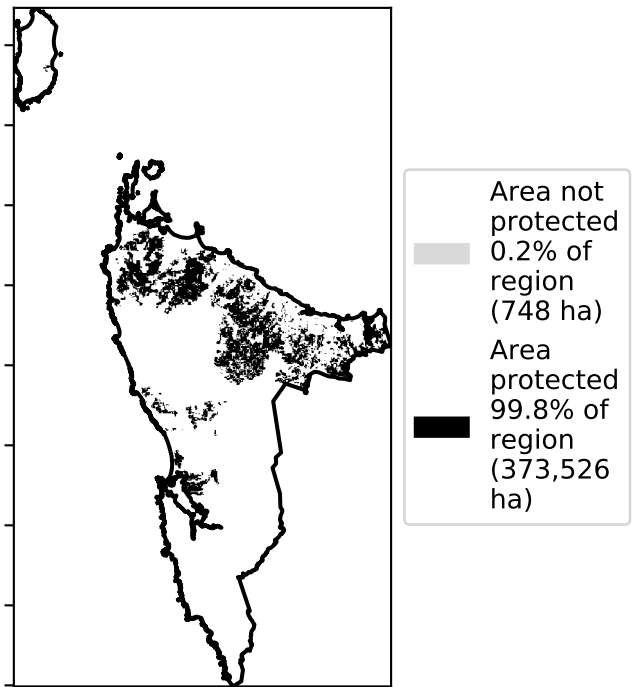 Area not
protected
0.2% of
region
(748 ha)
Area
protected
99.8% of
region
(373,526
ha)